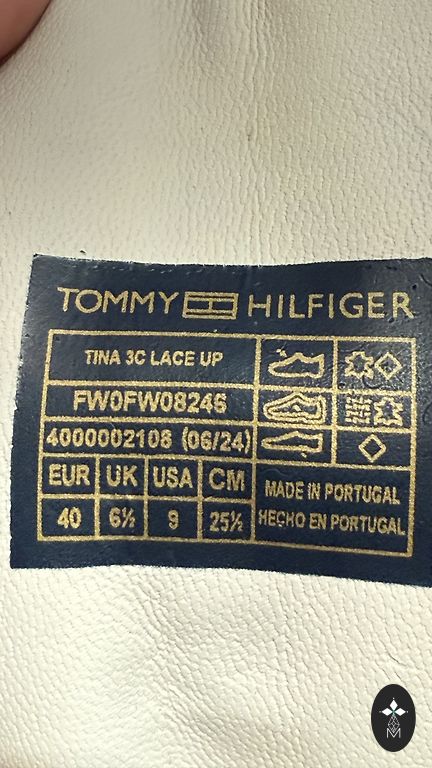 TOMMY HILFIGER
TINA 3C LACE UP
FW0FW08246
4000002108 (06/24)
EUR UK USA CM
40 6½ 9 25½
MADE IN PORTUGAL
HECHO EN PORTUGAL
M